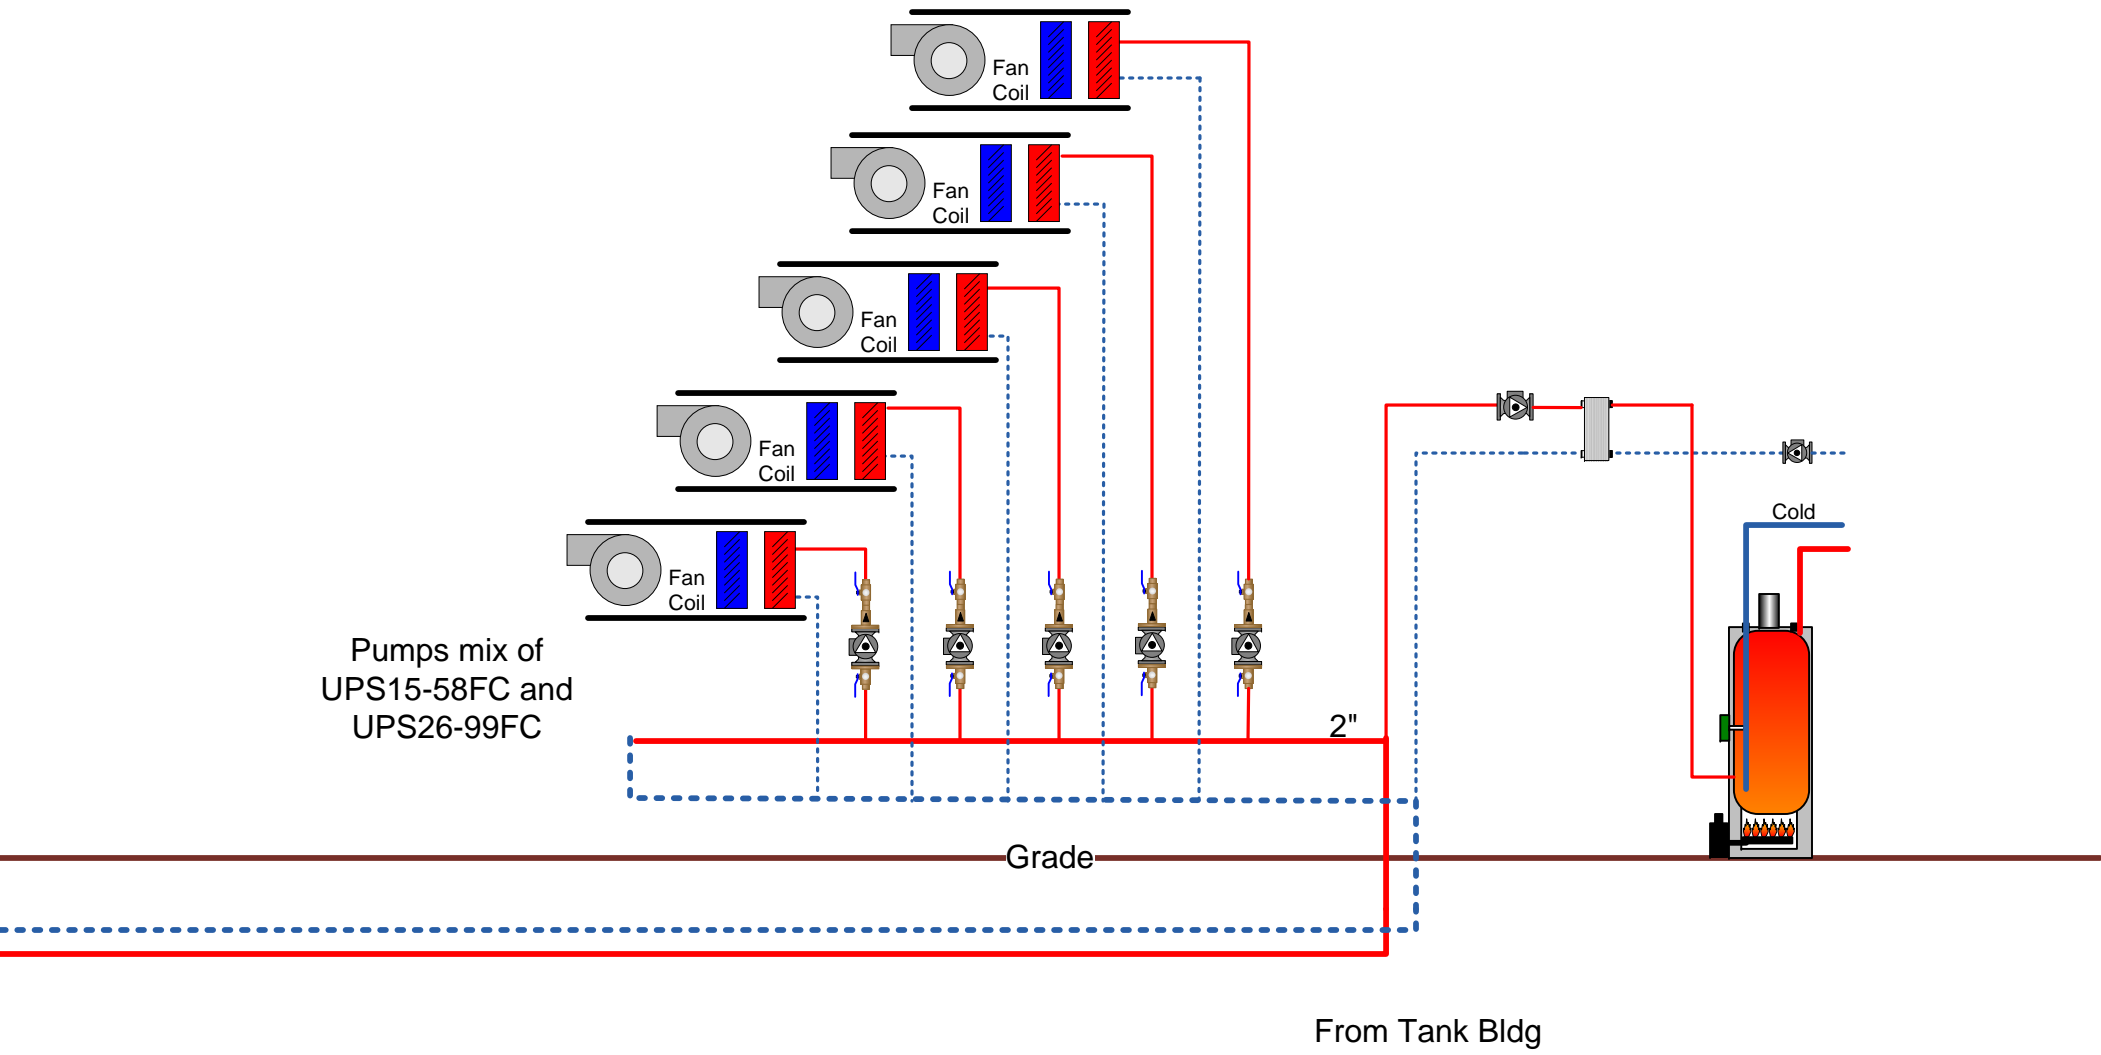 Fan
Coil
Fan
Coil
Fan
Coil
Fan
Coil
Cold
Fan
Coil
Pumps mix of
UPS15-58FC and
UPS26-99FC
2"
Grade
From Tank Bldg